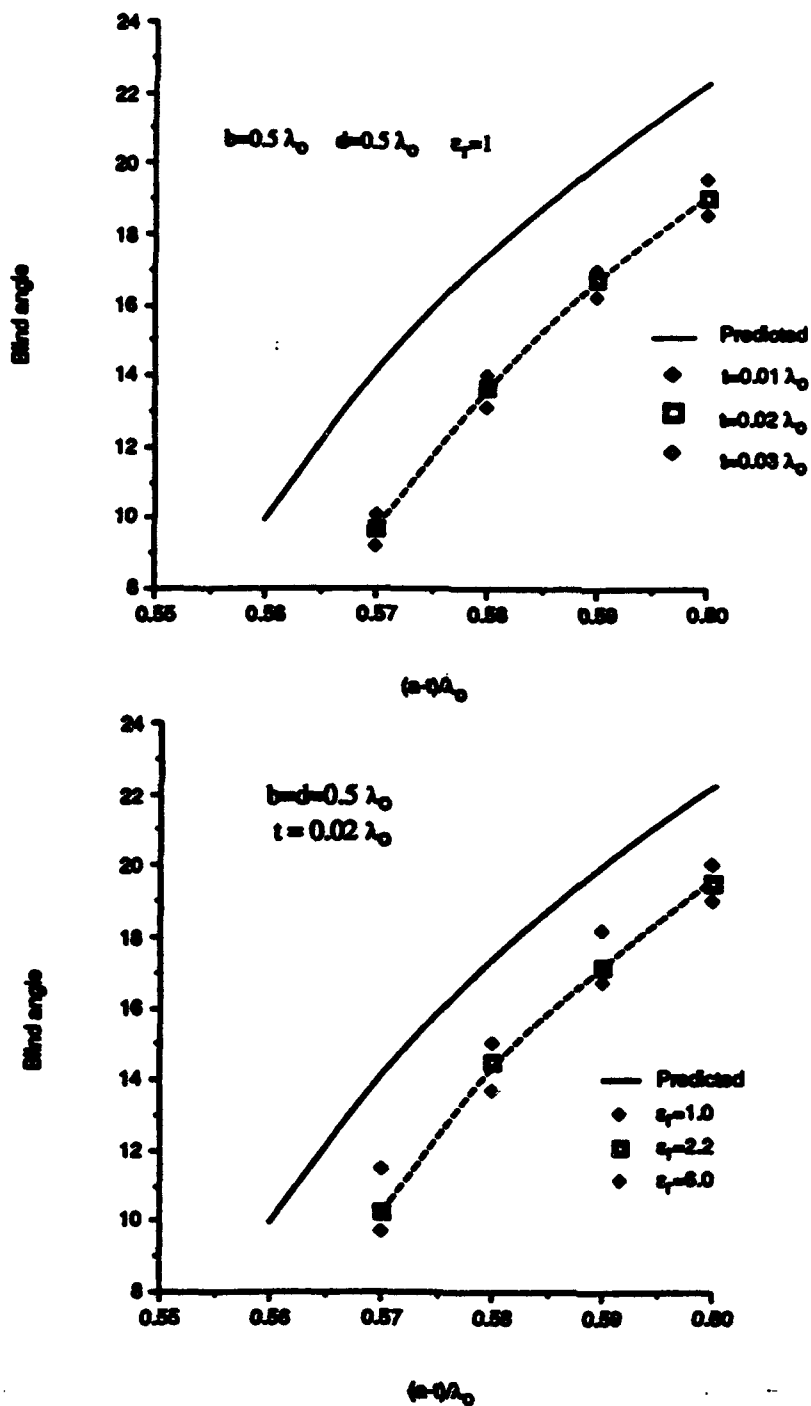 24
22
20
18
16
14
12
10
8
Blind angle
b=0.5 λo d=0.5 λo εr=1
Predicted
t=0.01 λo
t=0.02 λo
t=0.03 λo
0.55 0.56 0.57 0.58 0.59 0.60
(a-t)/λo
24
22
20
18
16
14
12
10
8
Blind angle
b=d=0.5 λo
t = 0.02 λo
Predicted
εr=1.0
εr=2.2
εr=6.0
0.55 0.56 0.57 0.58 0.59 0.60
(a-t)/λo